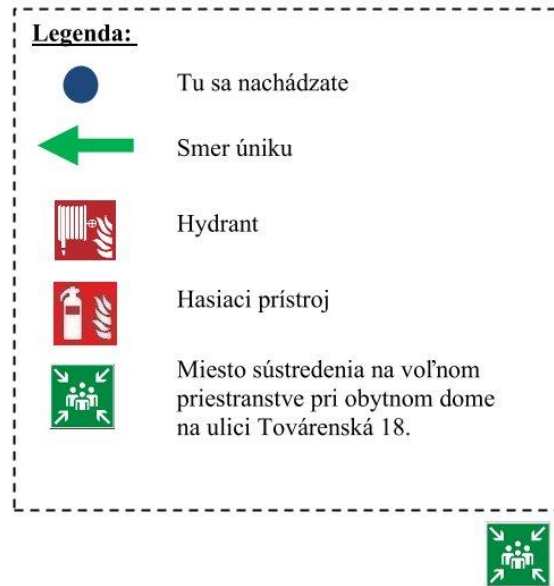 Legenda:
Tu sa nachádzate
Smer úniku
Hydrant
Hasiaci prístroj
Miesto sústredenia na voľnom
priestranstve pri obytnom dome
na ulici Továrenská 18.